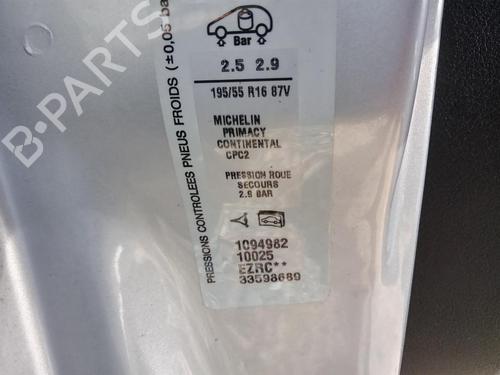 Bar
2.5 2.9
195/55 R16 87V
MICHELIN
PRIMACY
CONTINENTAL
CPC2
PRESSION ROUE
SECOURS
2.9 BAR
1094982
10025
EZRC**
33598689
PRESSIONS CONTROLEES PNEUS FROIDS (±0,05 ba
B-PARTS